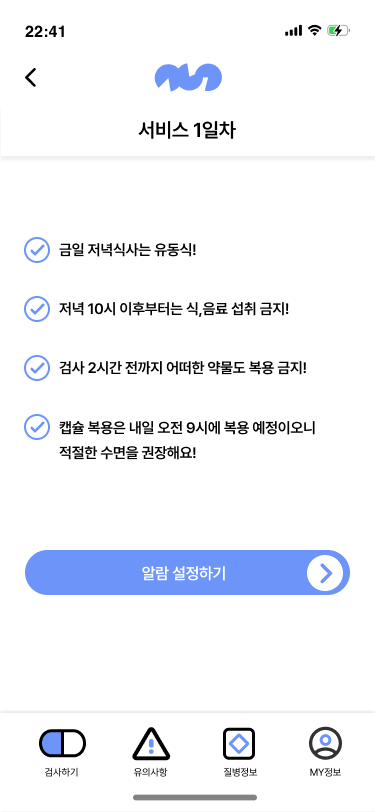 22:41
서비스 1일차
금일 저녁식사는 유동식!
저녁 10시 이후부터는 식,음료 섭취 금지!
검사 2시간 전까지 어떠한 약물도 복용 금지!
캡슐 복용은 내일 오전 9시에 복용 예정이오니
적절한 수면을 권장해요!
알람 설정하기
검사하기
유의사항
질병정보
MY정보